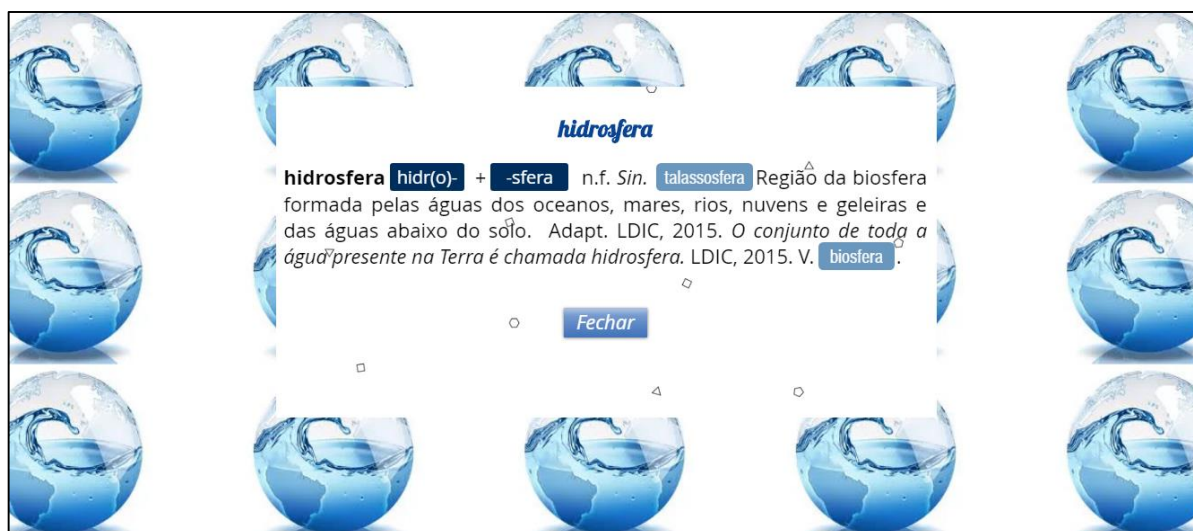 hidrosfera
hidrosfera hidr(o)- + -sfera n.f. Sin. talassosfera Região da biosfera
formada pelas águas dos oceanos, mares, rios, nuvens e geleiras e
das águas abaixo do solo. Adapt. LDIC, 2015. O conjunto de toda a
água presente na Terra é chamada hidrosfera. LDIC, 2015. V. biosfera .
Fechar